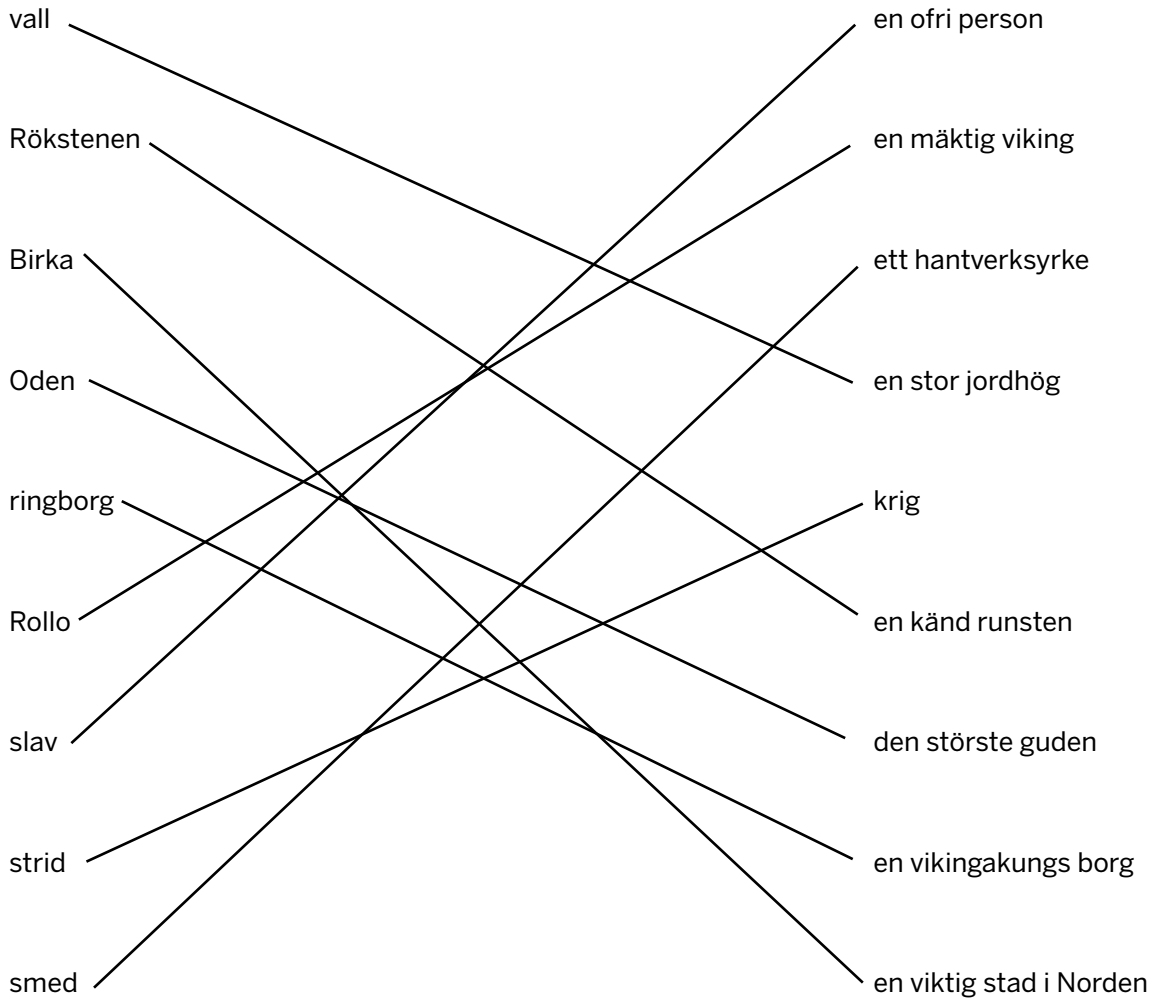 vall en ofri person
Rökstenen en mäktig viking
Birka ett hantverksyrke
Oden en stor jordhög
ringborg krig
Rollo en känd runsten
slav den störste guden
strid en vikingakungs borg
smed en viktig stad i Norden